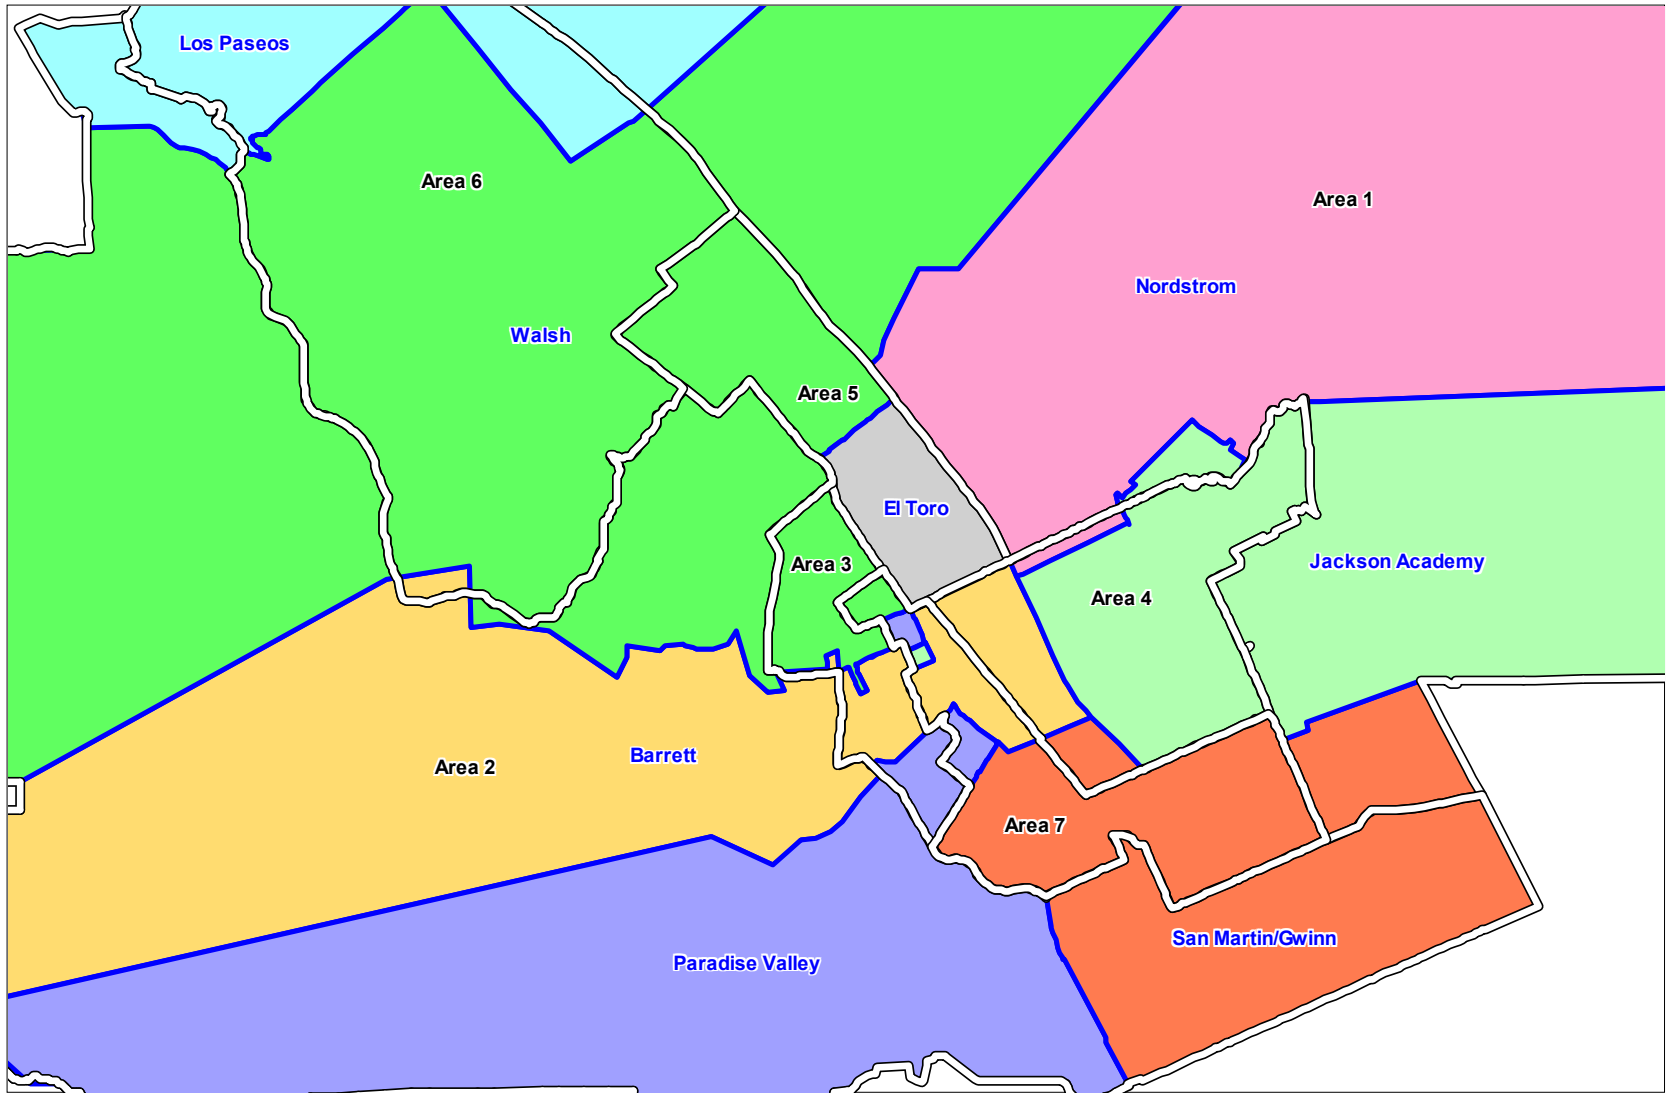 Los Paseos
Area 6
Area 1
Nordstrom
Walsh
Area 5
El Toro
Area 3
Jackson Academy
Area 4
Barrett
Area 2
Area 7
San Martin/Gwinn
Paradise Valley